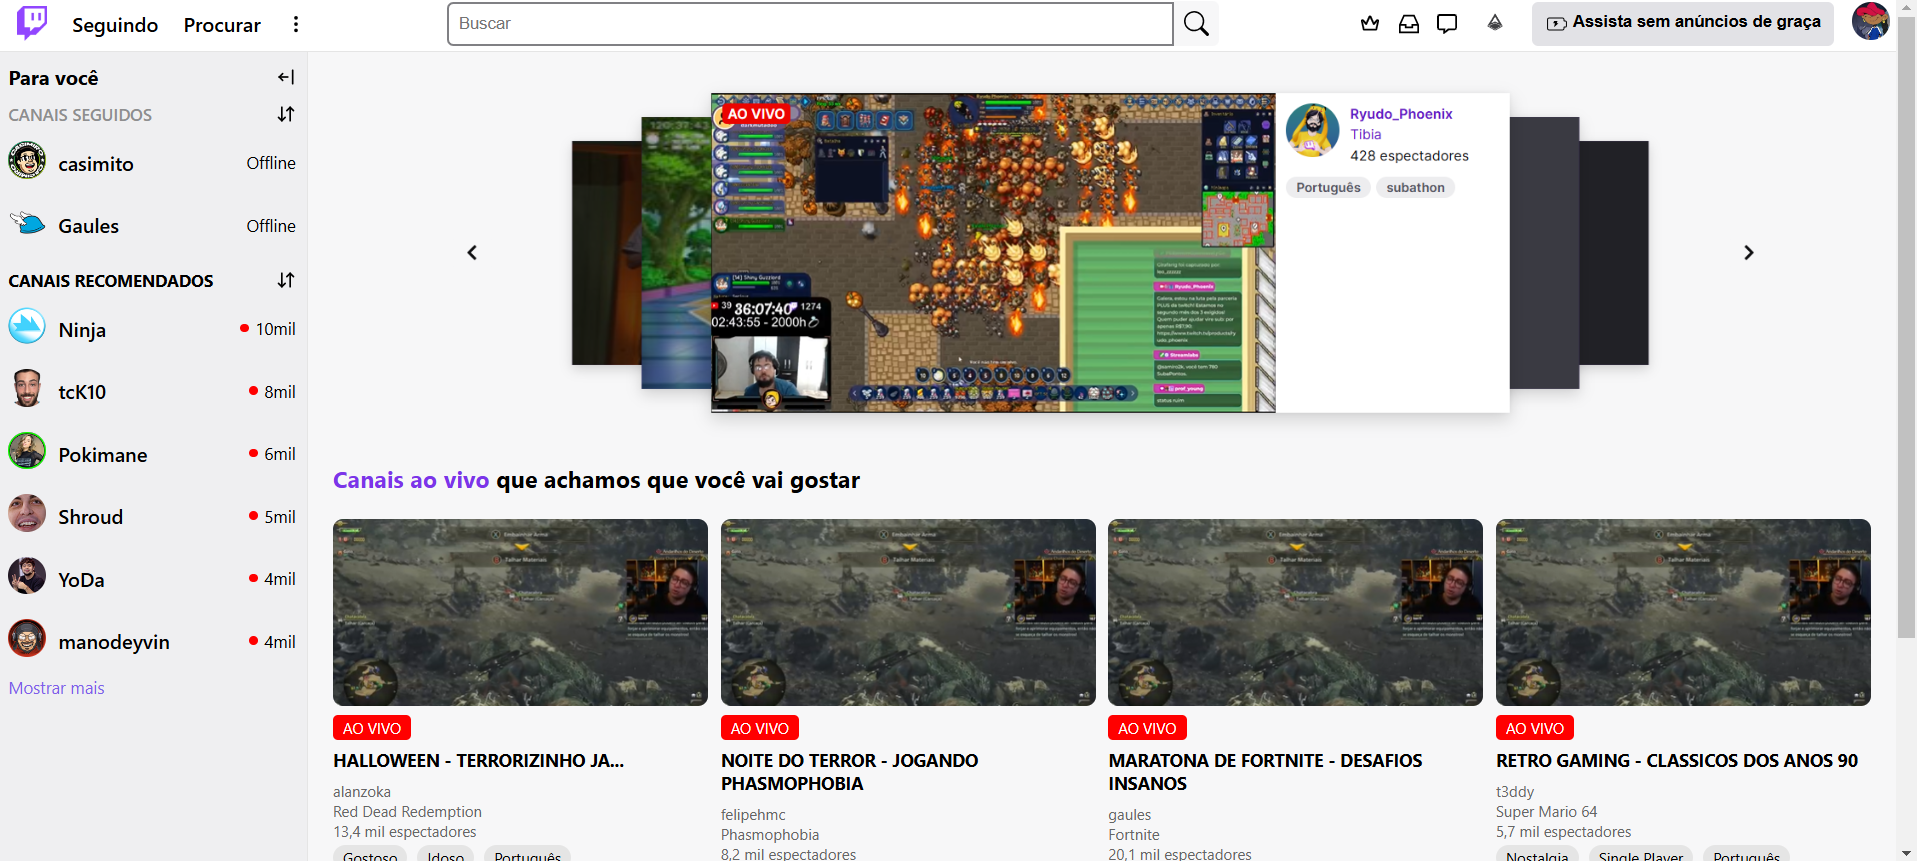 Seguindo
Procurar
Buscar
Assista sem anúncios de graça
Para você
CANAIS SEGUIDOS
casimito
Offline
Gaules
Offline
CANAIS RECOMENDADOS
Ninja
10mil
tcK10
8mil
Pokimane
6mil
Shroud
5mil
YoDa
4mil
manodeyvin
4mil
Mostrar mais
AO VIVO
39 36:07:40 1274
02:43:55 - 2000h
Ryudo_Phoenix
Tibia
428 espectadores
Português
subathon
Canais ao vivo que achamos que você vai gostar
AO VIVO
HALLOWEEN - TERRORIZINHO JA...
alanzoka
Red Dead Redemption
13,4 mil espectadores
Gostoso
Idoso
Português
AO VIVO
NOITE DO TERROR - JOGANDO
PHASMOPHOBIA
felipehmc
Phasmophobia
8,2 mil espectadores
AO VIVO
MARATONA DE FORTNITE - DESAFIOS
INSANOS
gaules
Fortnite
20,1 mil espectadores
AO VIVO
RETRO GAMING - CLASSICOS DOS ANOS 90
t3ddy
Super Mario 64
5,7 mil espectadores
Nostalgia
Single Player
Português